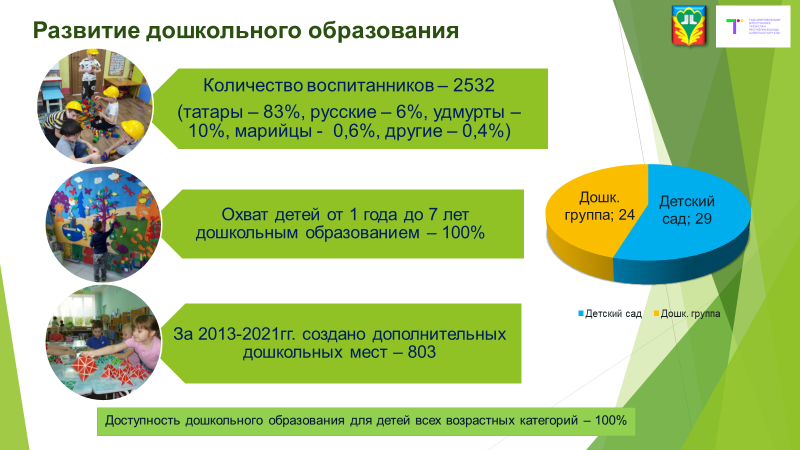 Развитие дошкольного образования
Количество воспитанников – 2532
(татары – 83%, русские – 6%, удмурты –
10%, марийцы - 0,6%, другие – 0,4%)
Охват детей от 1 года до 7 лет
дошкольным образованием – 100%
За 2013-2021гг. создано дополнительных
дошкольных мест – 803
Дошк.
группа; 24
Детский
сад; 29
Детский сад
Дошк. группа
Доступность дошкольного образования для детей всех возрастных категорий – 100%